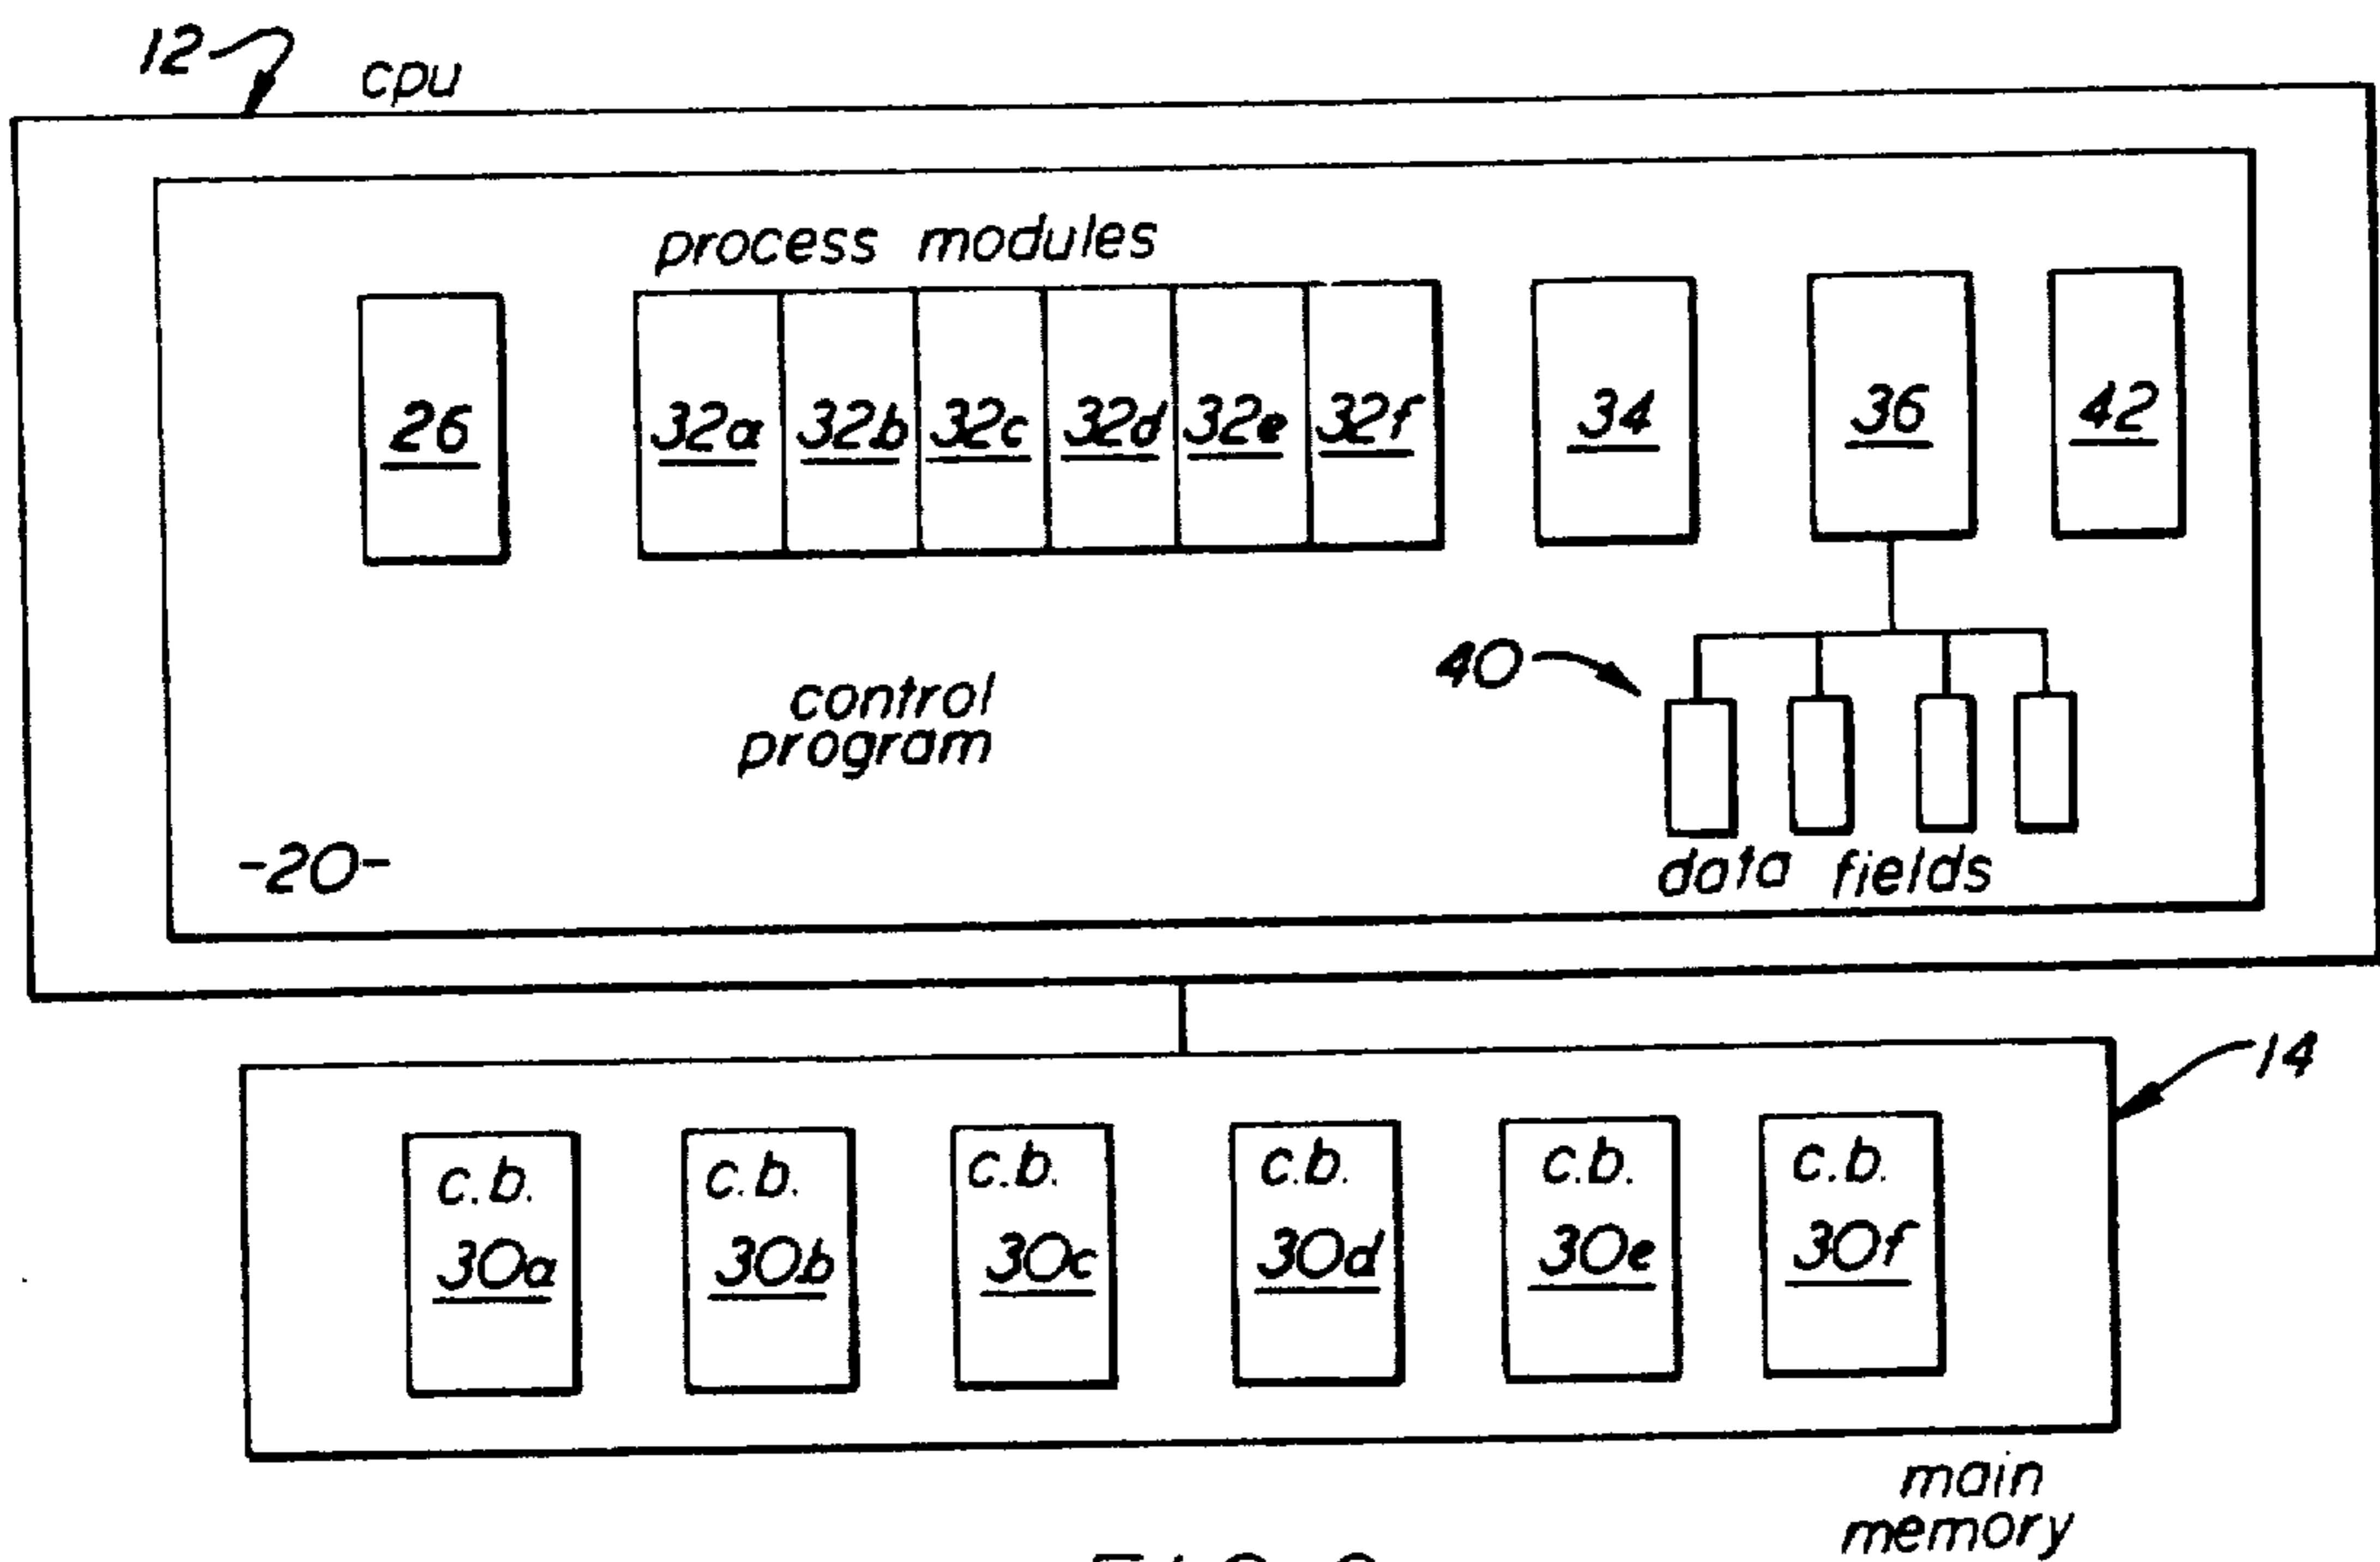 12
cpu
process modules
26
32a 32b 32c 32d 32e 32f
34
36
42
40
control
program
data fields
-20-
14
c.b.
30a
c.b.
30b
c.b.
30c
c.b.
30d
c.b.
30e
c.b.
30f
main
memory